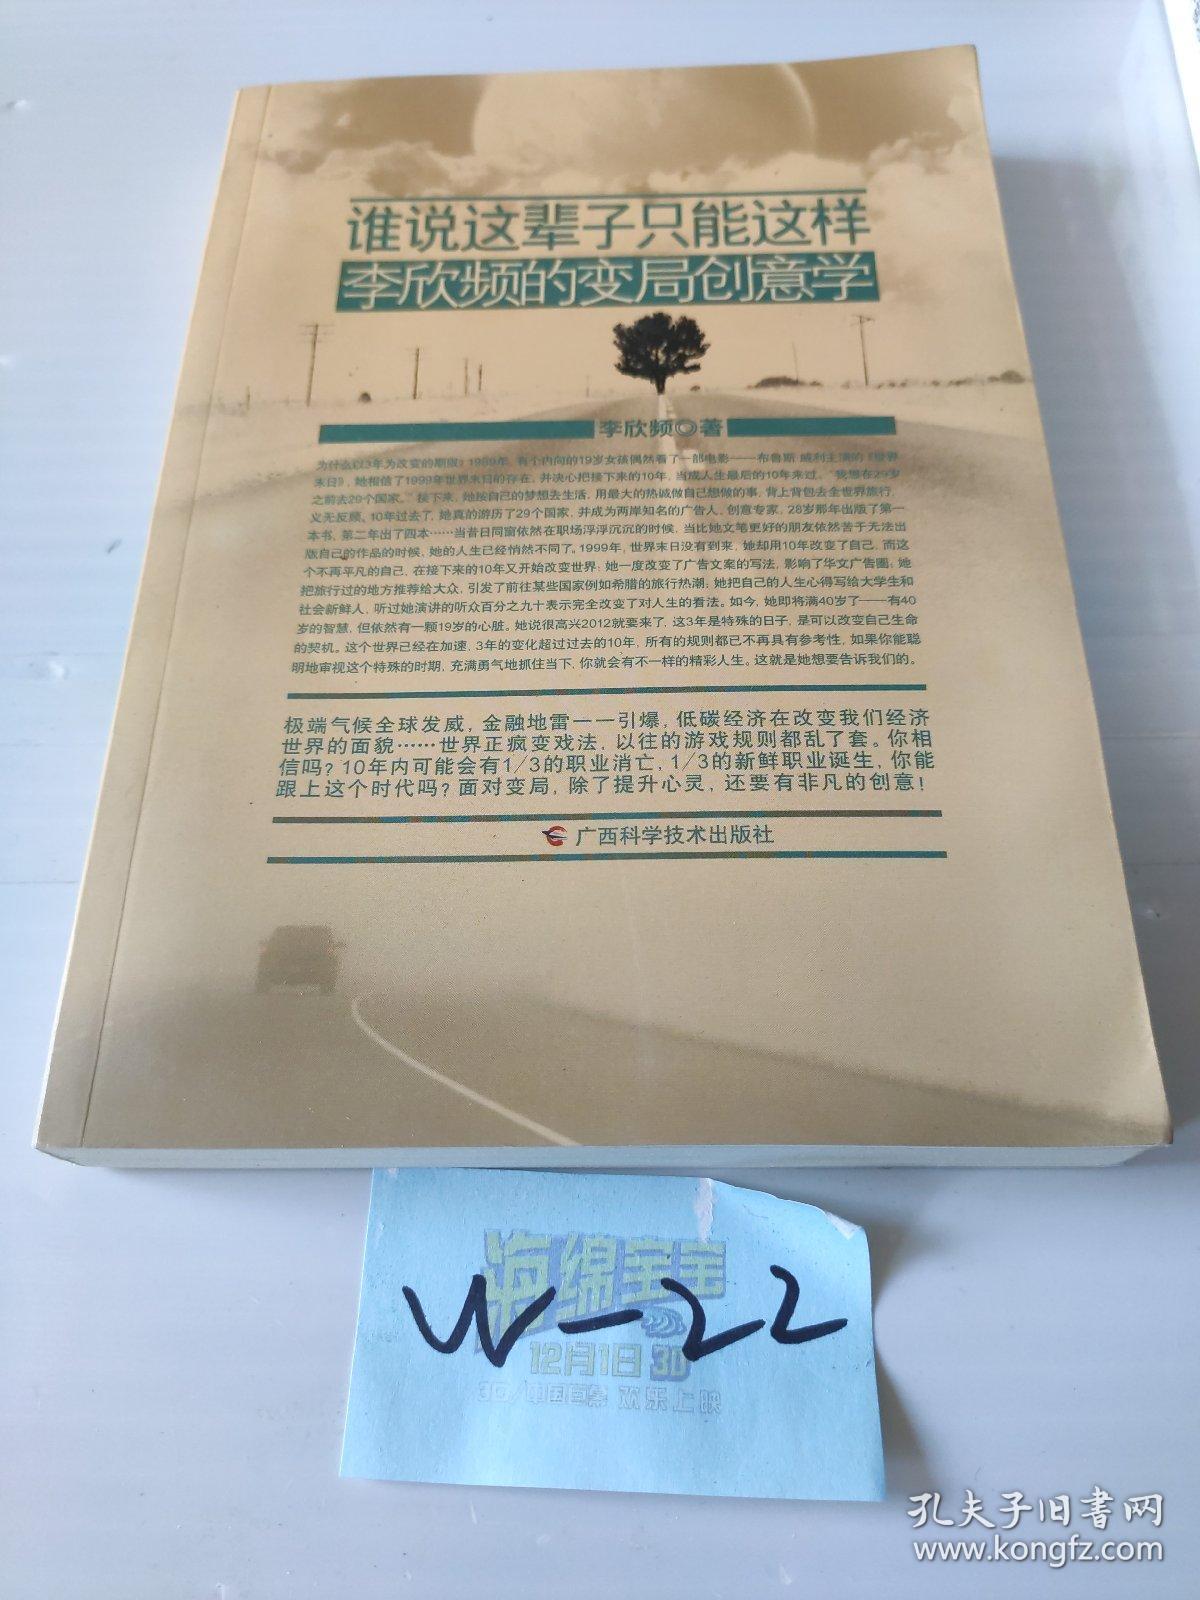 谁说这辈子只能这样
李欣频的变局创意学
李欣频◎著
为什么以3年为改变的期限？1989年，有个内向的19岁女孩偶然看了一部电影——布鲁斯·威利主演的《世界
末日》，她相信了1999年世界末日的存在，并决心把接下来的10年，当成人生最后的10年来过。“我想在29岁
之前去29个国家。”接下来，她按自己的梦想去生活，用最大的热诚做自己想做的事，背上背包去全世界旅行，
义无反顾。10年过去了，她真的游历了29个国家，并成为两岸知名的广告人，创意专家，28岁那年出版了第一
本书，第二年出了四本……当昔日同窗依然在职场浮浮沉沉的时候，当比她文笔更好的朋友依然苦于无法出
版自己的作品的时候，她的人生已经悄然不同了。1999年，世界末日没有到来，她却用10年改变了自己，而这
个不再平凡的自己，在接下来的10年又开始改变世界：她一度改变了广告文案的写法，影响了华文广告圈；她
把旅行过的地方推荐给大众，引发了前往某些国家例如希腊的旅行热潮；她把自己的人生心得写给大学生和
社会新鲜人，听过她演讲的听众百分之九十表示完全改变了对人生的看法。如今，她即将满40岁了——有40
岁的智慧，但依然有一颗19岁的心脏。她说很高兴2012就要来了，这3年是特殊的日子，是可以改变自己生命
的契机。这个世界已经在加速，3年的变化超过过去的10年，所有的规则都已不再具有参考性，如果你能聪
明地审视这个特殊的时期，充满勇气地抓住当下，你就会有不一样的精彩人生。这就是她想要告诉我们的。
极端气候全球发威，金融地雷一一引爆，低碳经济在改变我们经济
世界的面貌……世界正疯变戏法，以往的游戏规则都乱了套。你相
信吗？10年内可能会有1/3的职业消亡，1/3的新鲜职业诞生，你能
跟上这个时代吗？面对变局，除了提升心灵，还要有非凡的创意！
广西科学技术出版社
海绵宝宝
W-22
12月1日 3D
3D/中国巨幕 欢乐上映
孔夫子旧书网
www.kongfz.com